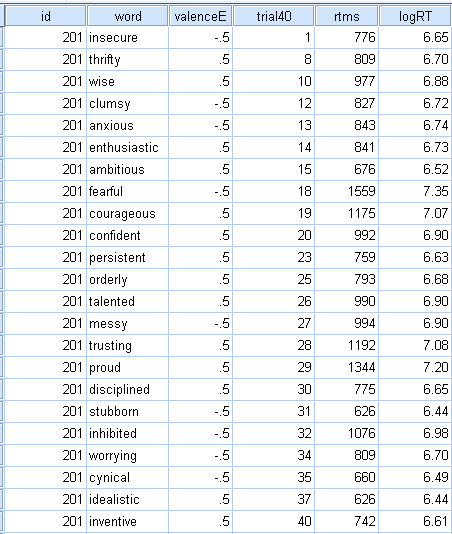 id word valenceE trial40 rtms logRT
201 insecure -.5 1 776 6.65
201 thrifty .5 8 809 6.70
201 wise .5 10 977 6.88
201 clumsy -.5 12 827 6.72
201 anxious -.5 13 843 6.74
201 enthusiastic .5 14 841 6.73
201 ambitious .5 15 676 6.52
201 fearful -.5 18 1559 7.35
201 courageous .5 19 1175 7.07
201 confident .5 20 992 6.90
201 persistent .5 23 759 6.63
201 orderly .5 25 793 6.68
201 talented .5 26 990 6.90
201 messy -.5 27 994 6.90
201 trusting .5 28 1192 7.08
201 proud .5 29 1344 7.20
201 disciplined .5 30 775 6.65
201 stubborn -.5 31 626 6.44
201 inhibited -.5 32 1076 6.98
201 worrying -.5 34 809 6.70
201 cynical -.5 35 660 6.49
201 idealistic .5 37 626 6.44
201 inventive .5 40 742 6.61